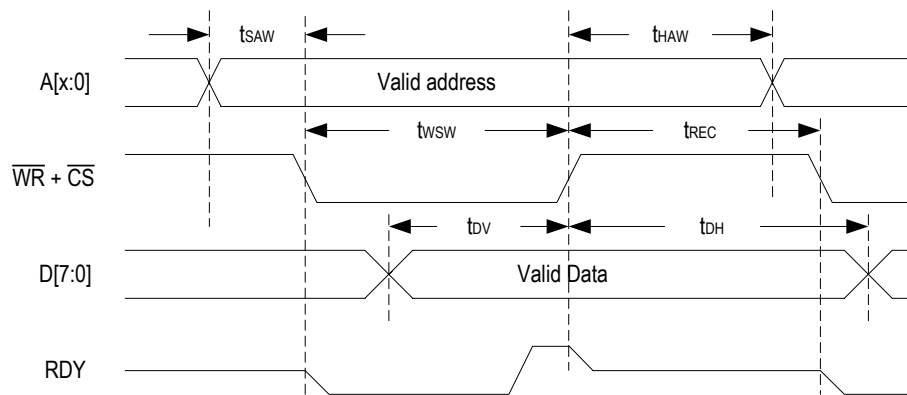 tSAW tHAW
A[x:0] Valid address
tWSW tREC
WR + CS
tDV tDH
D[7:0] Valid Data
RDY